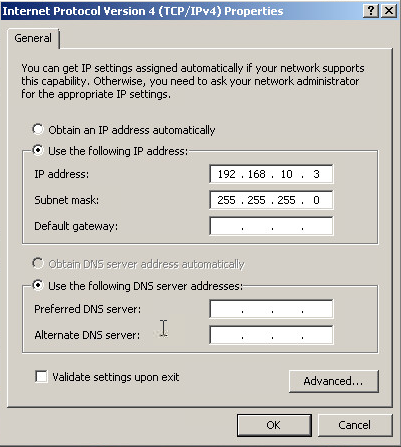 Internet Protocol Version 4 (TCP/IPv4) Properties
General
You can get IP settings assigned automatically if your network supports
this capability. Otherwise, you need to ask your network administrator
for the appropriate IP settings.
Obtain an IP address automatically
Use the following IP address:
IP address: 192 . 168 . 10 . 3
Subnet mask: 255 . 255 . 255 . 0
Default gateway: . . .
Obtain DNS server address automatically
Use the following DNS server addresses:
Preferred DNS server: . . .
Alternate DNS server: . . .
Validate settings upon exit
Advanced...
OK Cancel